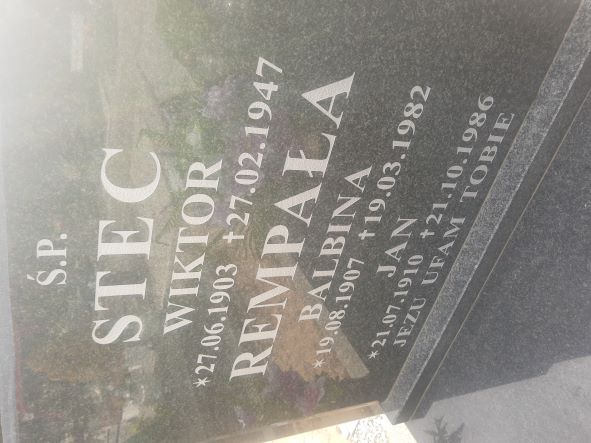 Ś.P.
STEC
WIKTOR
*27.06.1903 †27.02.1947
REMPAŁA
BALBINA
*19.08.1907 †19.03.1982
JAN
*21.07.1910 †21.10.1986
JEZU UFAM TOBIE